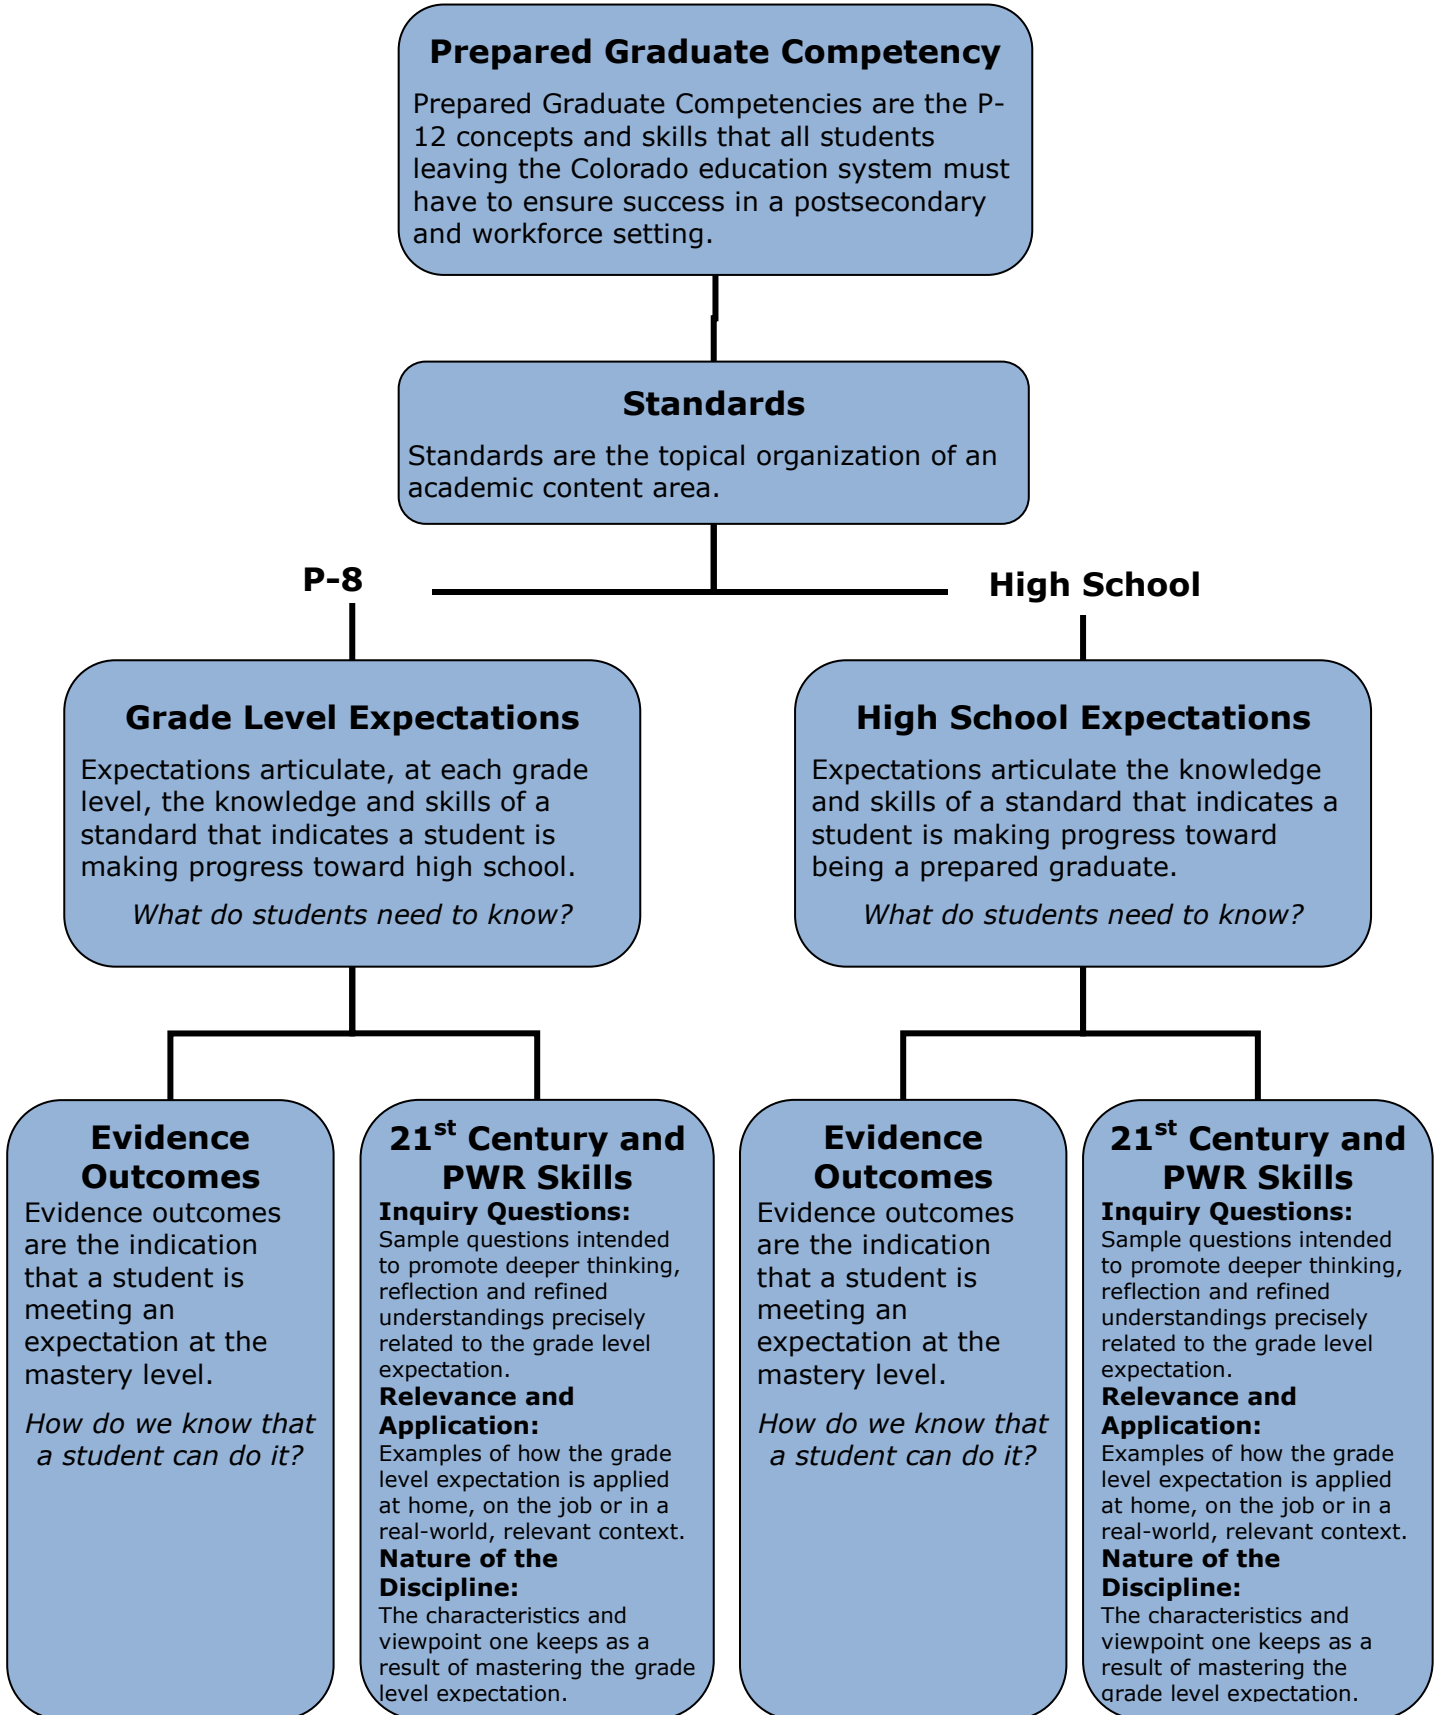 Prepared Graduate Competency
Prepared Graduate Competencies are the P-
12 concepts and skills that all students
leaving the Colorado education system must
have to ensure success in a postsecondary
and workforce setting.
Standards
Standards are the topical organization of an
academic content area.
P-8
High School
Grade Level Expectations
Expectations articulate, at each grade
level, the knowledge and skills of a
standard that indicates a student is
making progress toward high school.
What do students need to know?
High School Expectations
Expectations articulate the knowledge
and skills of a standard that indicates a
student is making progress toward
being a prepared graduate.
What do students need to know?
Evidence
Outcomes
Evidence outcomes
are the indication
that a student is
meeting an
expectation at the
mastery level.
How do we know that
a student can do it?
21st Century and
PWR Skills
Inquiry Questions:
Sample questions intended
to promote deeper thinking,
reflection and refined
understandings precisely
related to the grade level
expectation.
Relevance and
Application:
Examples of how the grade
level expectation is applied
at home, on the job or in a
real-world, relevant context.
Nature of the
Discipline:
The characteristics and
viewpoint one keeps as a
result of mastering the grade
level expectation.
Evidence
Outcomes
Evidence outcomes
are the indication
that a student is
meeting an
expectation at the
mastery level.
How do we know that
a student can do it?
21st Century and
PWR Skills
Inquiry Questions:
Sample questions intended
to promote deeper thinking,
reflection and refined
understandings precisely
related to the grade level
expectation.
Relevance and
Application:
Examples of how the grade
level expectation is applied
at home, on the job or in a
real-world, relevant context.
Nature of the
Discipline:
The characteristics and
viewpoint one keeps as a
result of mastering the
grade level expectation.